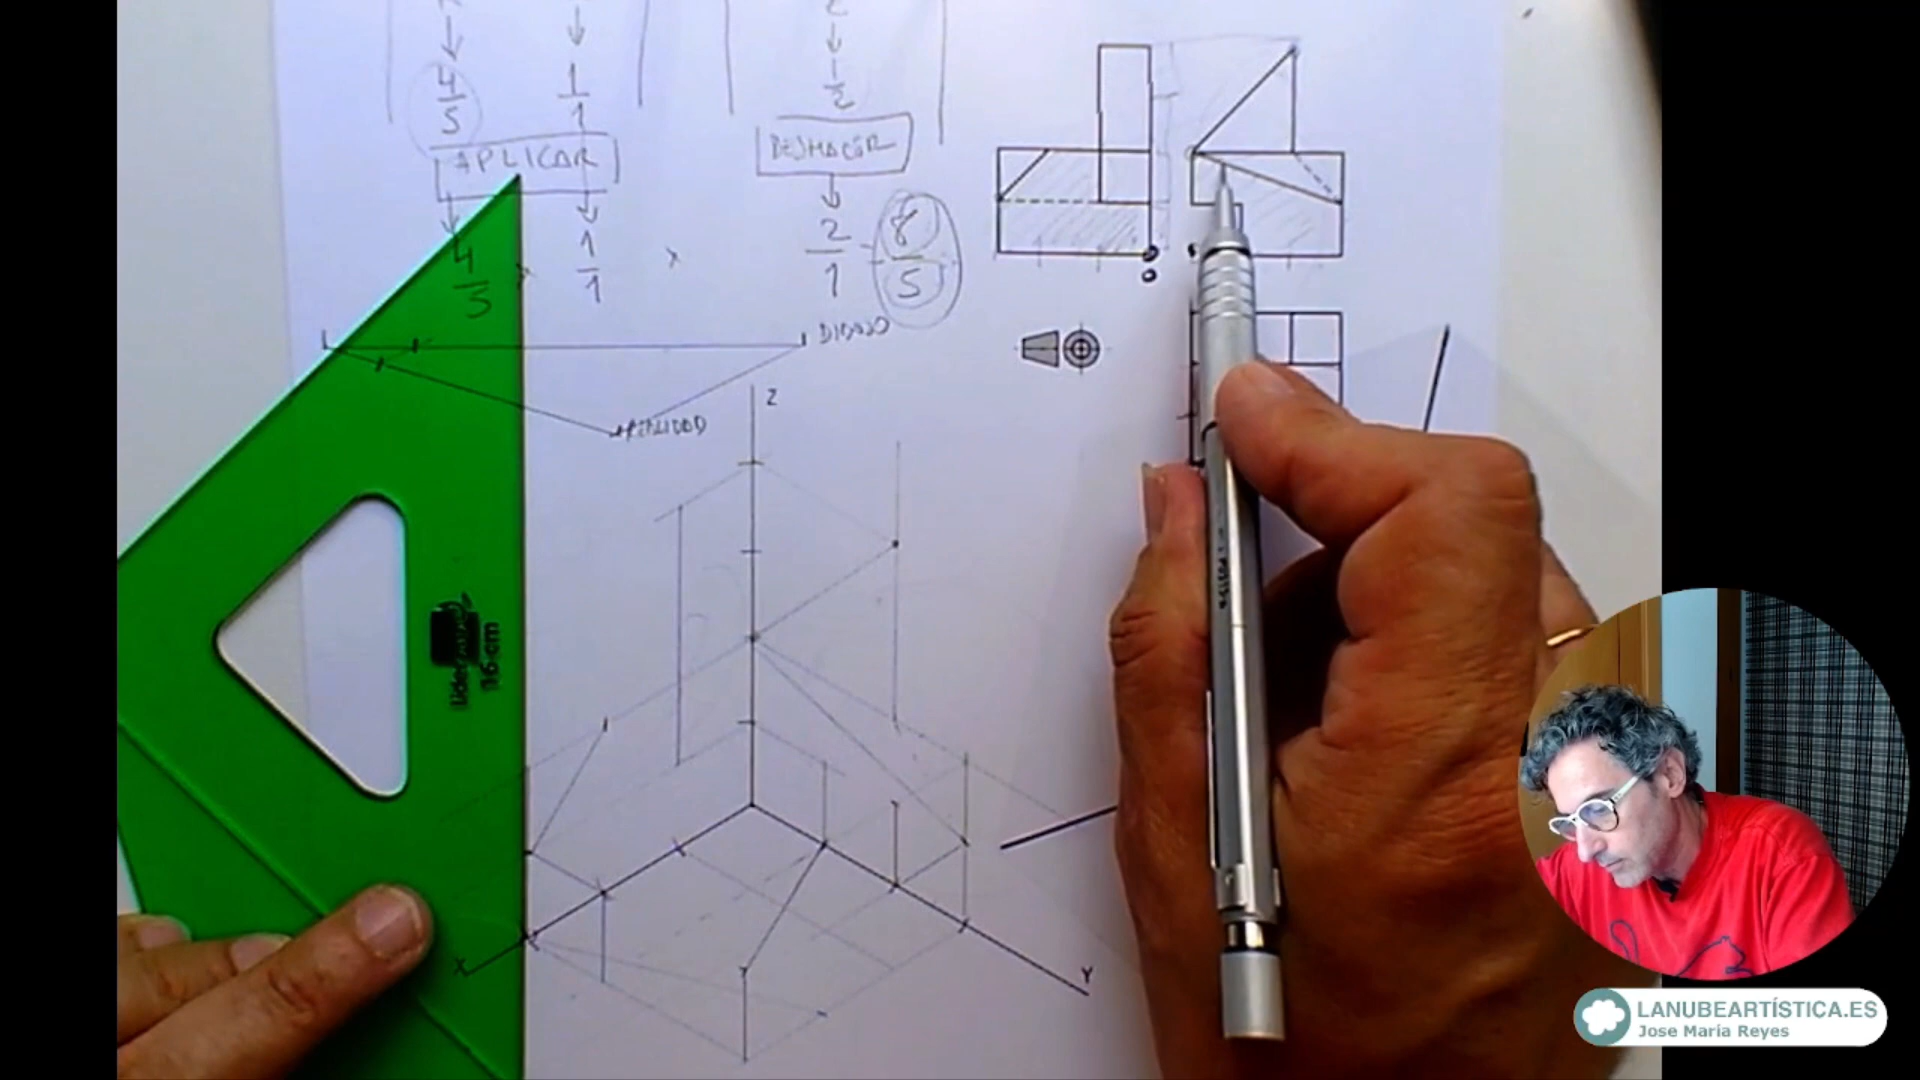 4/5
1/1
1/2
APLICAR
DESHACER
4/5
1/1
2/1
8/5
DIBUJO
REALIDAD
Z
16 cm
X
Y
LANUBEARTÍSTICA.ES
Jose María Reyes